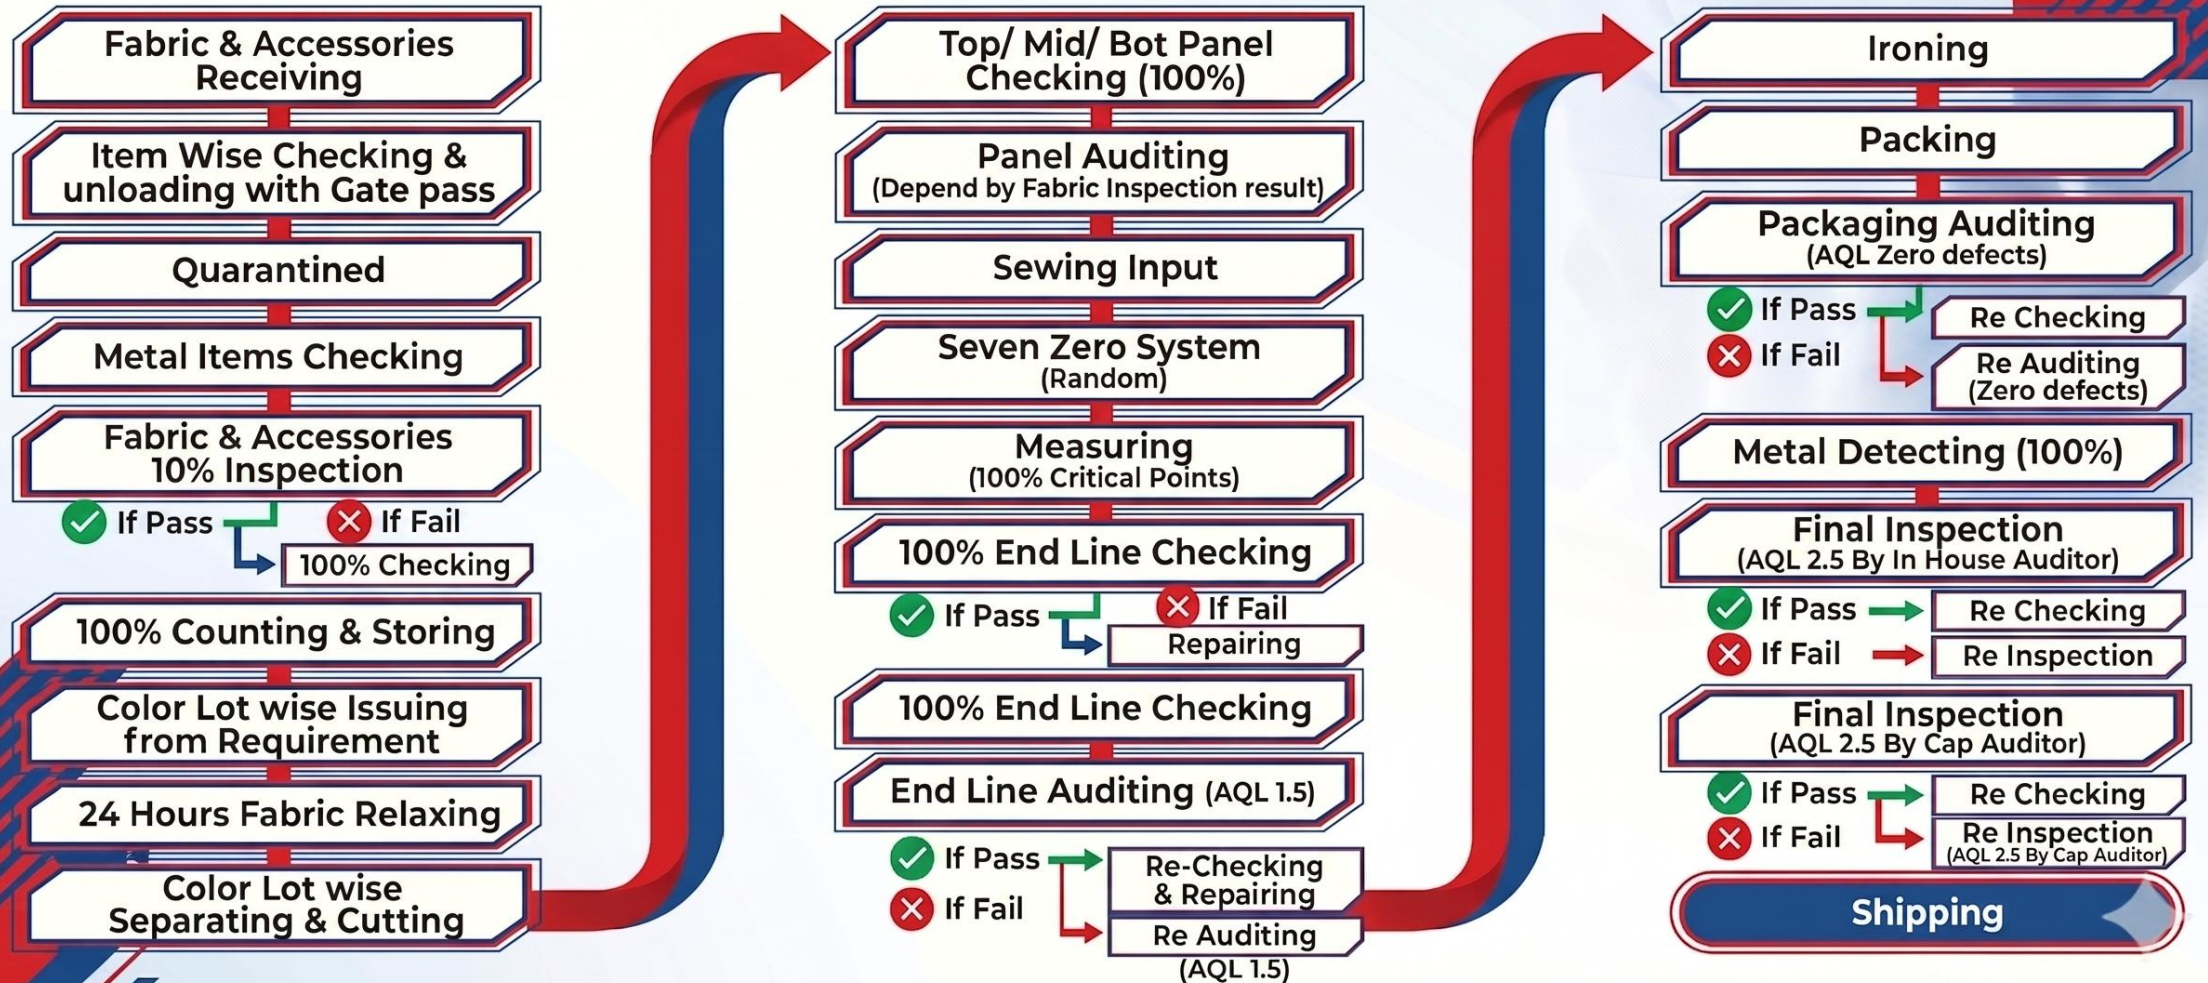 Fabric & Accessories
Receiving
Item Wise Checking &
unloading with Gate pass
Quarantined
Metal Items Checking
Fabric & Accessories
10% Inspection
If Pass
If Fail
100% Checking
100% Counting & Storing
Color Lot wise Issuing
from Requirement
24 Hours Fabric Relaxing
Color Lot wise
Separating & Cutting
Top/ Mid/ Bot Panel
Checking (100%)
Panel Auditing
(Depend by Fabric Inspection result)
Sewing Input
Seven Zero System
(Random)
Measuring
(100% Critical Points)
100% End Line Checking
If Pass
If Fail
Repairing
100% End Line Checking
End Line Auditing (AQL 1.5)
If Pass
Re-Checking
& Repairing
If Fail
Re Auditing
(AQL 1.5)
Ironing
Packing
Packaging Auditing
(AQL Zero defects)
If Pass
Re Checking
If Fail
Re Auditing
(Zero defects)
Metal Detecting (100%)
Final Inspection
(AQL 2.5 By In House Auditor)
If Pass
Re Checking
If Fail
Re Inspection
Final Inspection
(AQL 2.5 By Cap Auditor)
If Pass
Re Checking
If Fail
Re Inspection
(AQL 2.5 By Cap Auditor)
Shipping